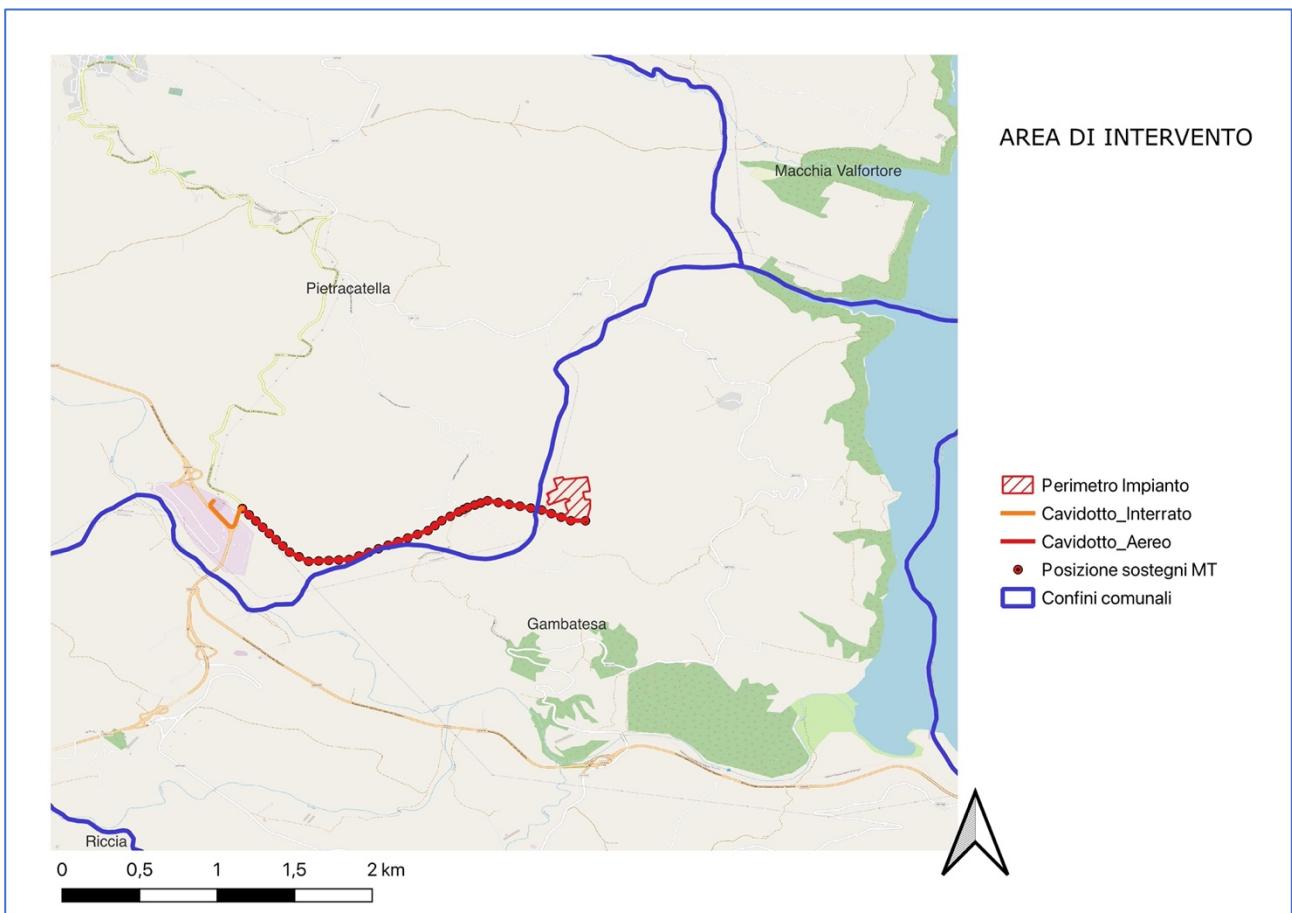 AREA DI INTERVENTO
Macchia Valfortore
Pietracatella
Gambatesa
Riccia
Perimetro Impianto
Cavidotto_Interrato
Cavidotto_Aereo
Posizione sostegni MT
Confini comunali
0 0,5 1 1,5 2 km